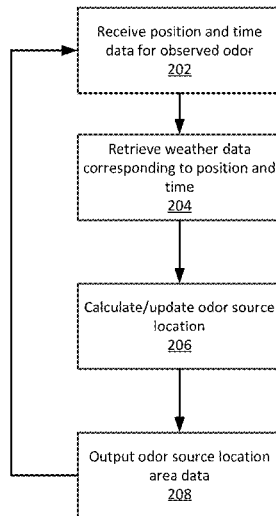 Receive position and time
data for observed odor
202
Retrieve weather data
corresponding to position and
time
204
Calculate/update odor source
location
206
Output odor source location
area data
208